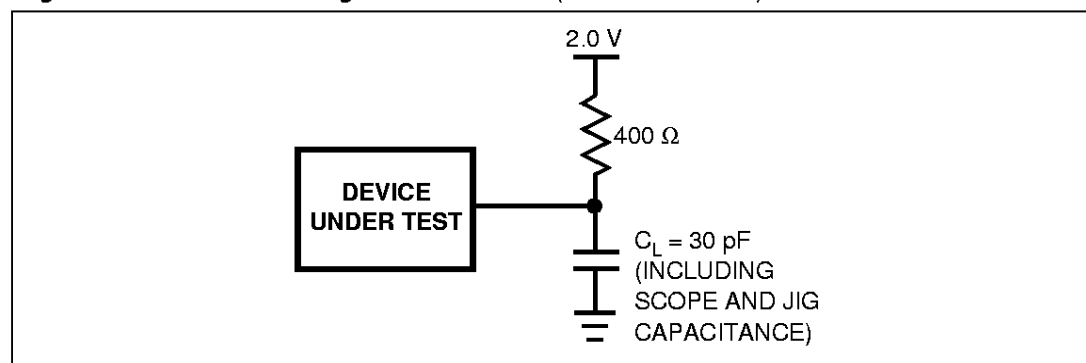 2.0 V
400 Ω
DEVICE
UNDER TEST
C_L = 30 pF
(INCLUDING
SCOPE AND JIG
CAPACITANCE)